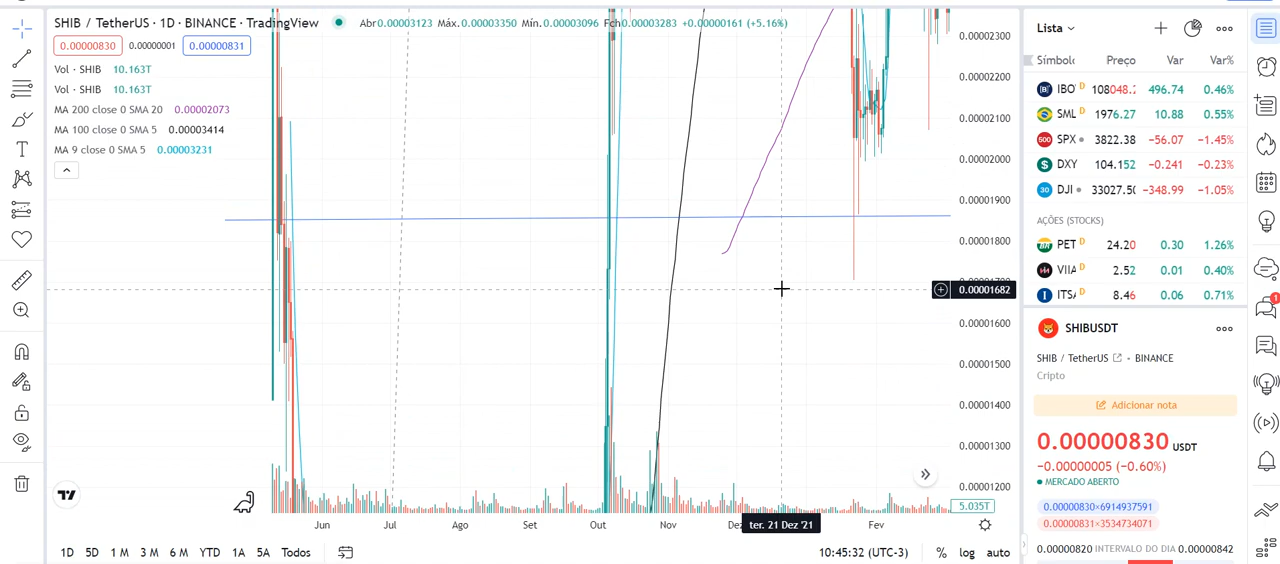 SHIB / TetherUS · 1D · BINANCE · TradingView Abr0.00003123 Máx.0.00003350 Mín.0.00003096 Fch0.00003283 +0.00000161 (+5.16%)
0.00000830 0.00000001 0.00000831
Vol · SHIB 10.163T
Vol · SHIB 10.163T
MA 200 close 0 SMA 20 0.00002073
MA 100 close 0 SMA 5 0.00003414
MA 9 close 0 SMA 5 0.00003231
0.00002300
0.00002200
0.00002100
0.00002000
0.00001900
0.00001800
0.00001682
0.00001600
0.00001500
0.00001400
0.00001300
0.00001200
5.035T
Jun Jul Ago Set Out Nov ter. 21 Dez '21 Fev
1D 5D 1 M 3 M 6 M YTD 1A 5A Todos 10:45:32 (UTC-3) % log auto
Lista
Símbolo Preço Var Var%
IBO D 108048.2 496.74 0.46%
SML D 1976.27 10.88 0.55%
SPX 3822.38 −56.07 −1.45%
DXY 104.152 −0.241 −0.23%
DJI 33027.50 −348.99 −1.05%
AÇÕES (STOCKS)
PET D 24.20 0.30 1.26%
VIIA D 2.52 0.01 0.40%
ITSA D 8.46 0.06 0.71%
SHIBUSDT
SHIB / TetherUS · BINANCE
Cripto
Adicionar nota
0.00000830 USDT
−0.00000005 (−0.60%)
MERCADO ABERTO
0.00000830×6914937591
0.00000831×3534734071
0.00000820 INTERVALO DO DIA 0.00000842
1